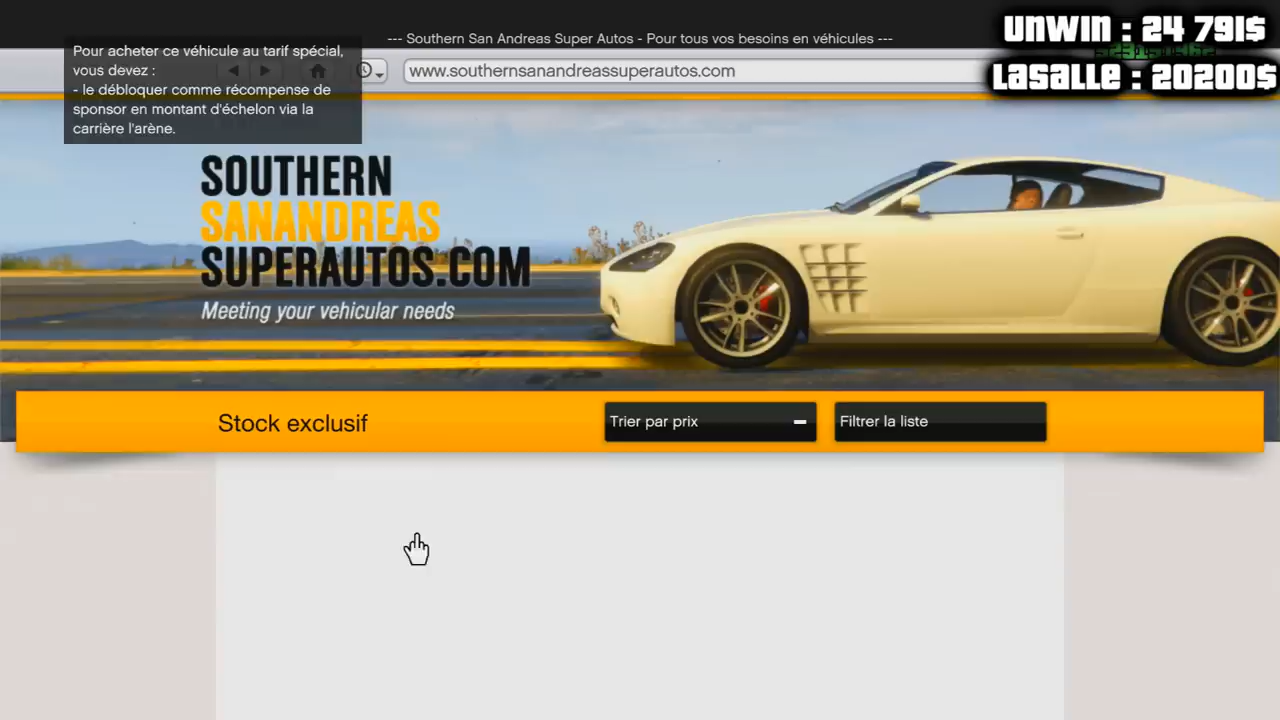 --- Southern San Andreas Super Autos - Pour tous vos besoins en véhicules ---
UNWIN : 24 791$
LASALLE : 20200$
Pour acheter ce véhicule au tarif spécial,
vous devez :
- le débloquer comme récompense de
sponsor en montant d'échelon via la
carrière l'arène.
www.southernsanandreassuperautos.com
SOUTHERN
SANANDREAS
SUPERAUTOS.COM
Meeting your vehicular needs
Stock exclusif
Trier par prix
Filtrer la liste